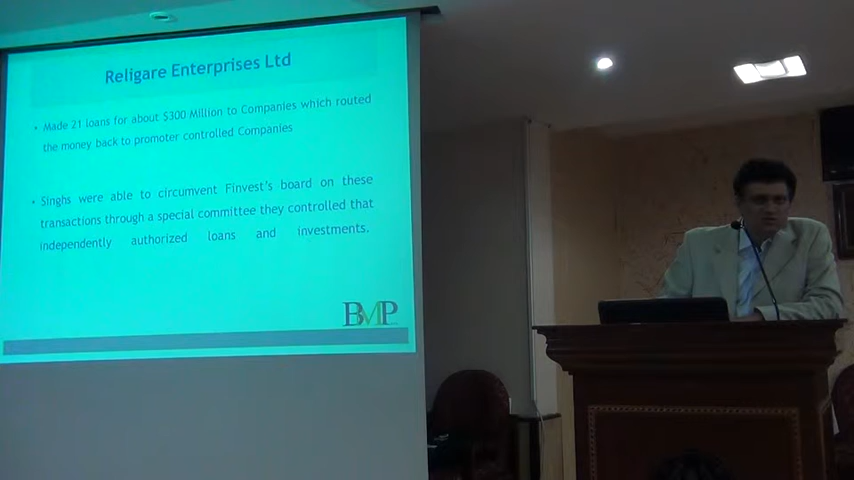 Religare Enterprises Ltd
• Made 21 loans for about $300 Million to Companies which routed
the money back to promoter controlled Companies
• Singhs were able to circumvent Finvest's board on these
transactions through a special committee they controlled that
independently authorized loans and investments.
BMP